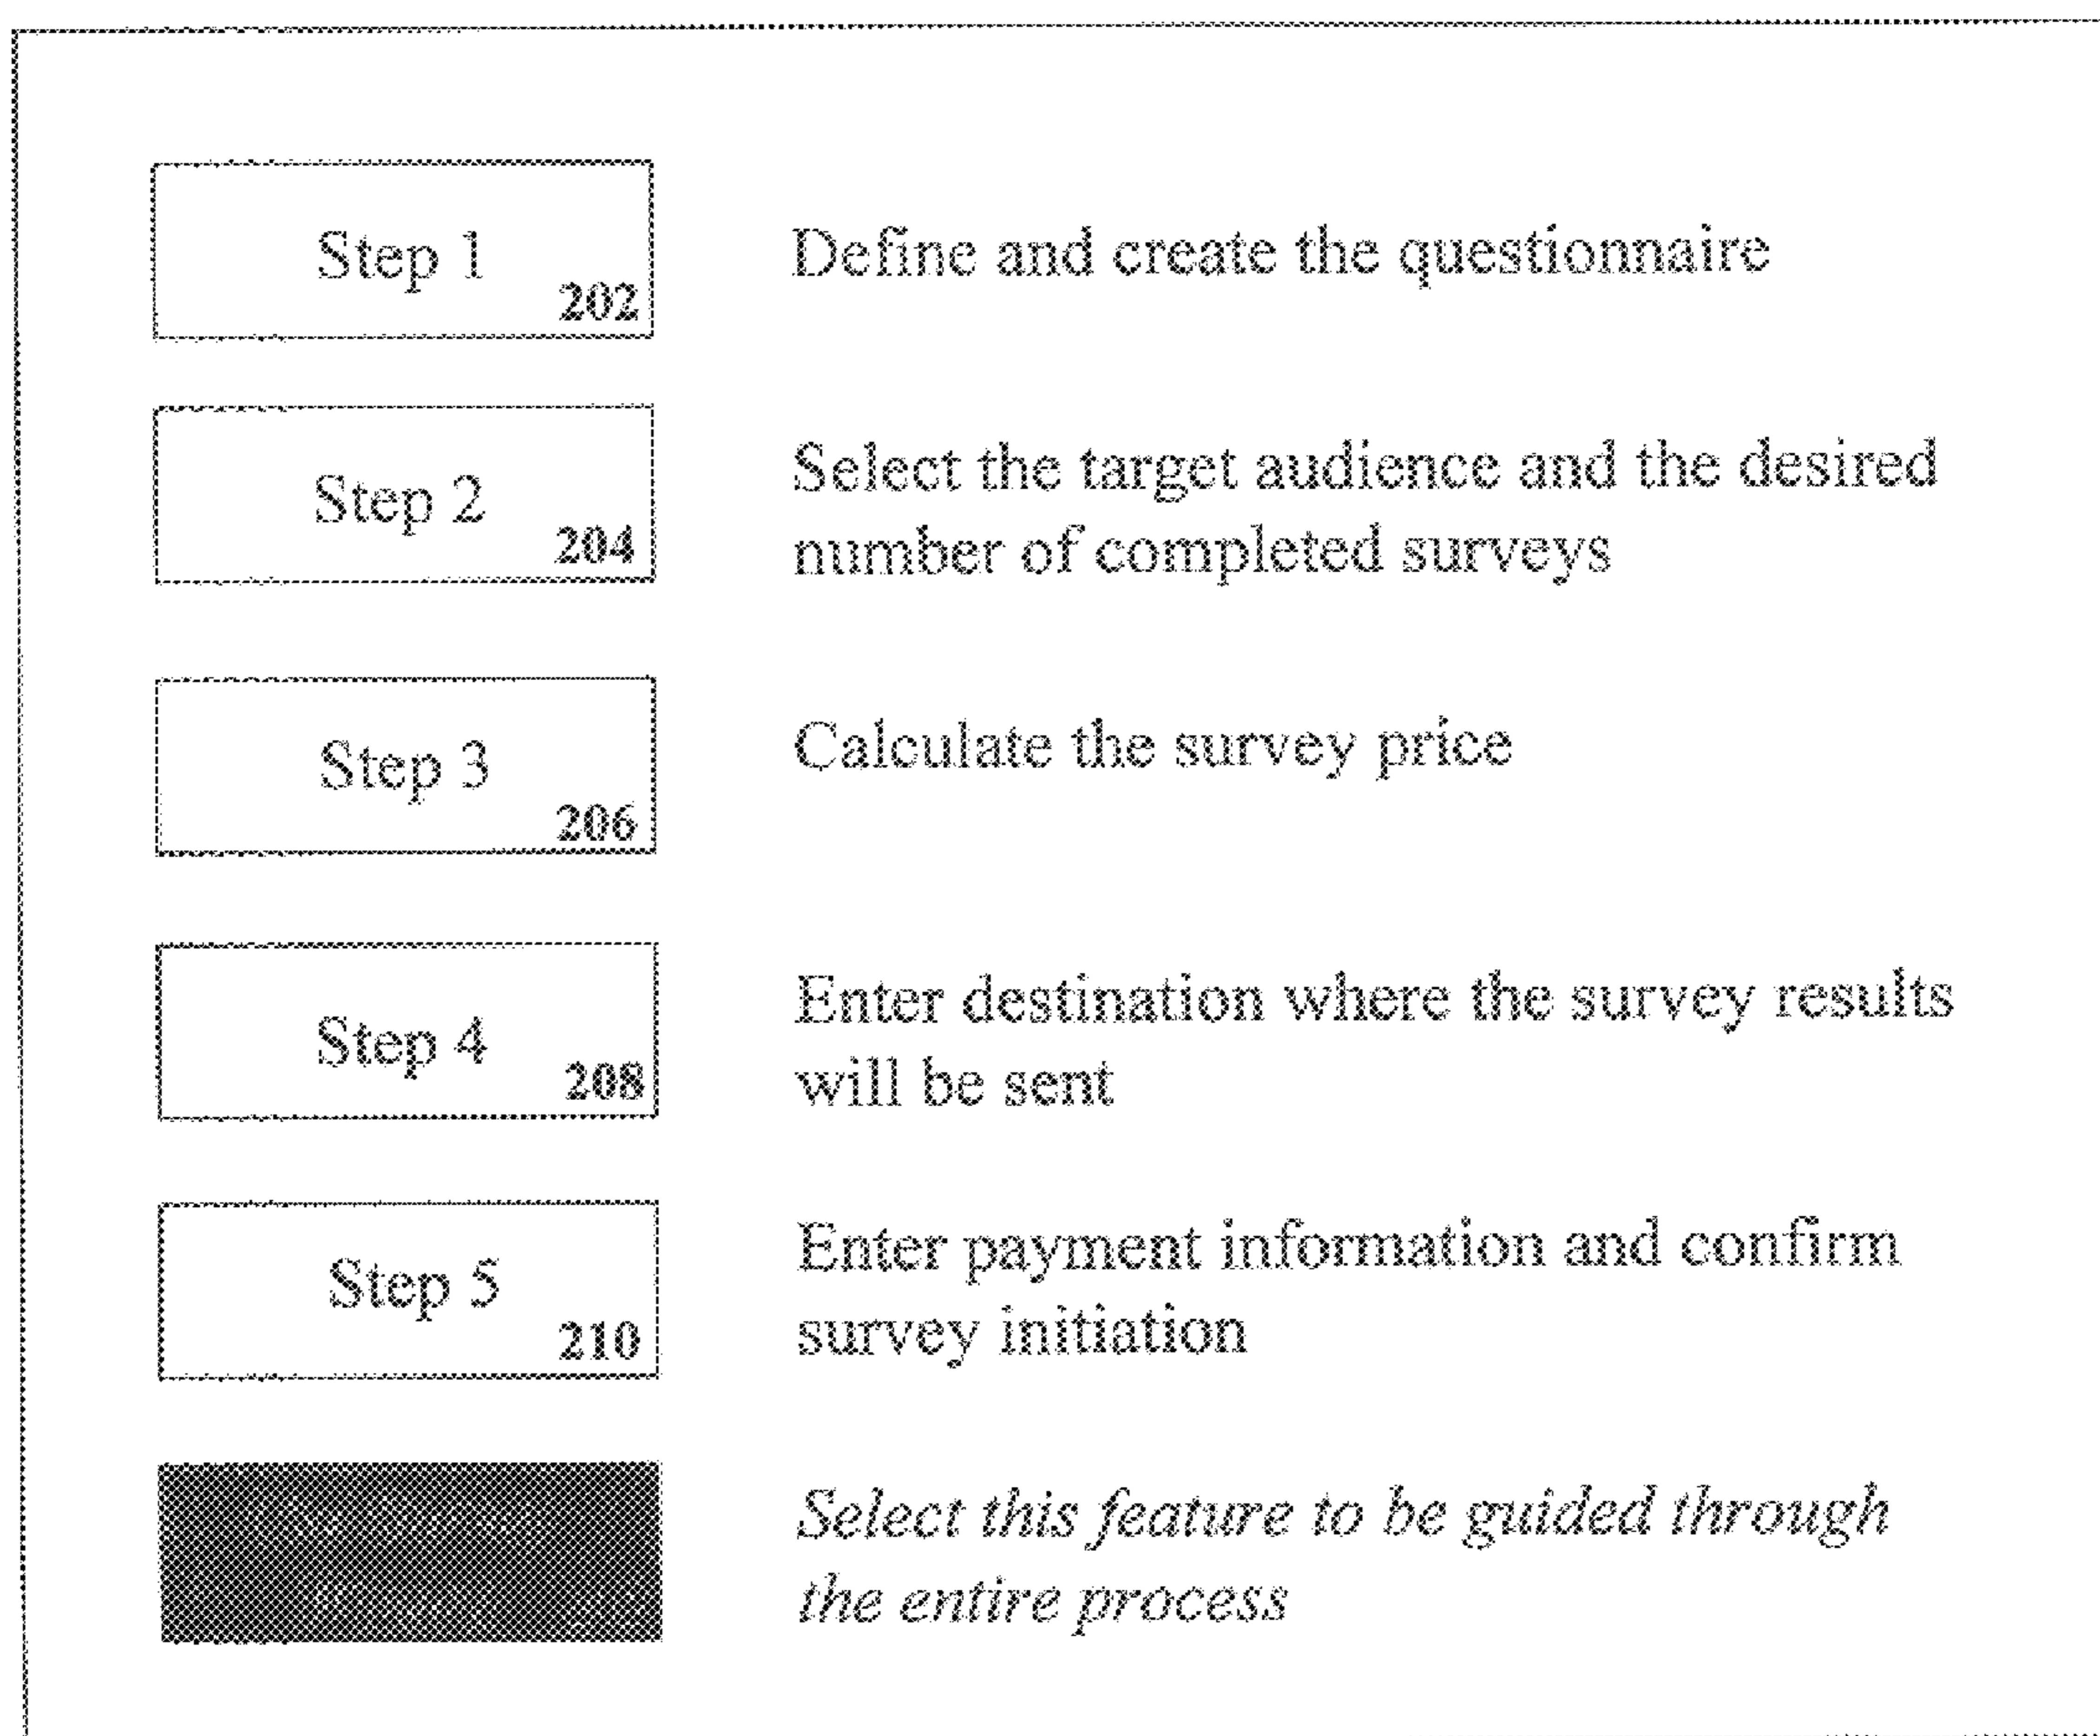 Step 1
202
Define and create the questionnaire
Step 2
204
Select the target audience and the desired
number of completed surveys
Step 3
206
Calculate the survey price
Step 4
208
Enter destination where the survey results
will be sent
Step 5
210
Enter payment information and confirm
survey initiation
Select this feature to be guided through
the entire process